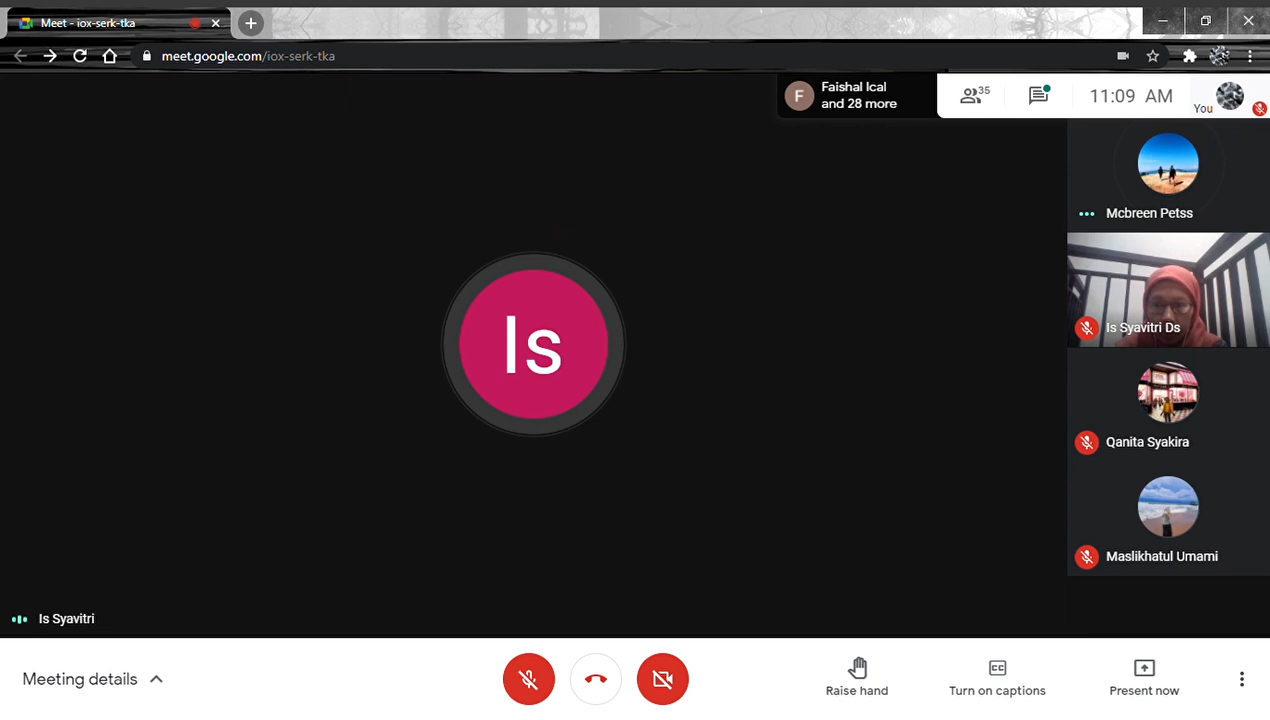 Meet - iox-serk-tka
meet.google.com/iox-serk-tka
Faishal Ical
and 28 more
F
35
11:09 AM
You
Mcbreen Petss
Is Syavitri Ds
Qanita Syakira
Maslikhatul Umami
Is
Is Syavitri
Meeting details
Raise hand
CC
Turn on captions
Present now